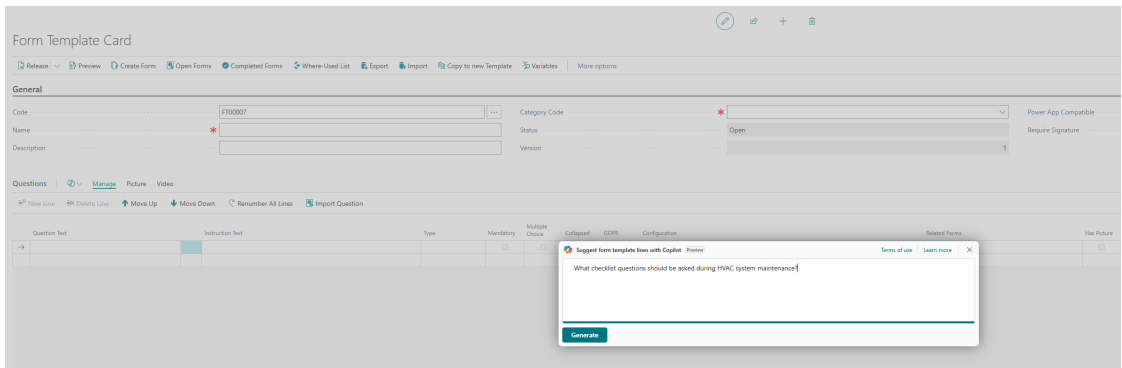 Form Template Card
Release Preview Create Form Open Forms Completed Forms Where-Used List Export Import Copy to new Template Variables More options
General
Code FT00007 Category Code * Power App Compatible
Name * Status Open Require Signature
Description Version 1
Questions Manage Picture Video
New Line Delete Line Move Up Move Down Renumber All Lines Import Question
Question Text Instruction Text Type Mandatory Multiple Choice Collapsed GDPR Configuration Related Forms Has Picture
Suggest form template lines with Copilot Preview Terms of use Learn more
What checklist questions should be asked during HVAC system maintenance?
Generate